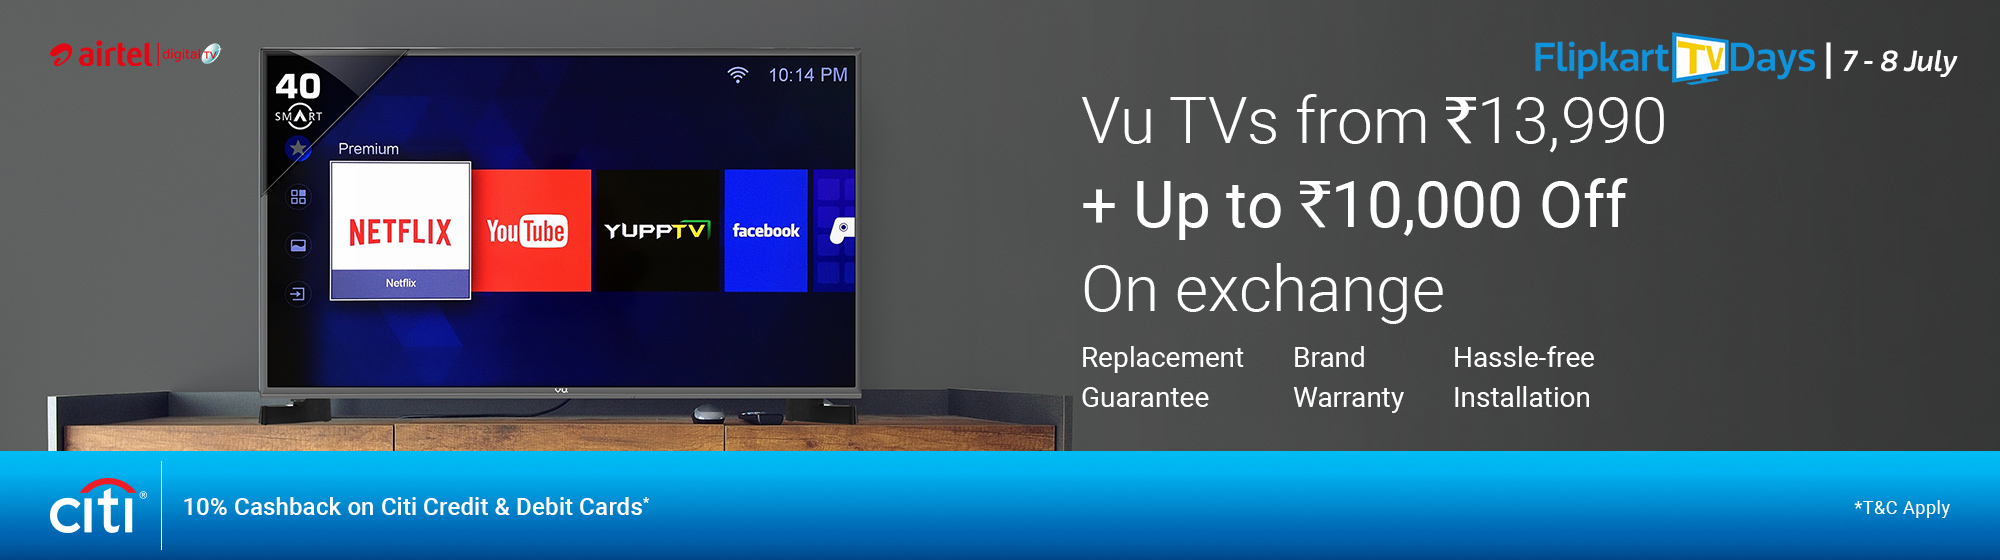 airtel digital TV
Flipkart TV Days | 7 - 8 July
40
SMART
10:14 PM
Premium
NETFLIX
YouTube
YUPPTV
facebook
Netflix
Vu
Vu TVs from ₹13,990
+ Up to ₹10,000 Off
On exchange
Replacement Guarantee
Brand Warranty
Hassle-free Installation
citi®
10% Cashback on Citi Credit & Debit Cards*
*T&C Apply